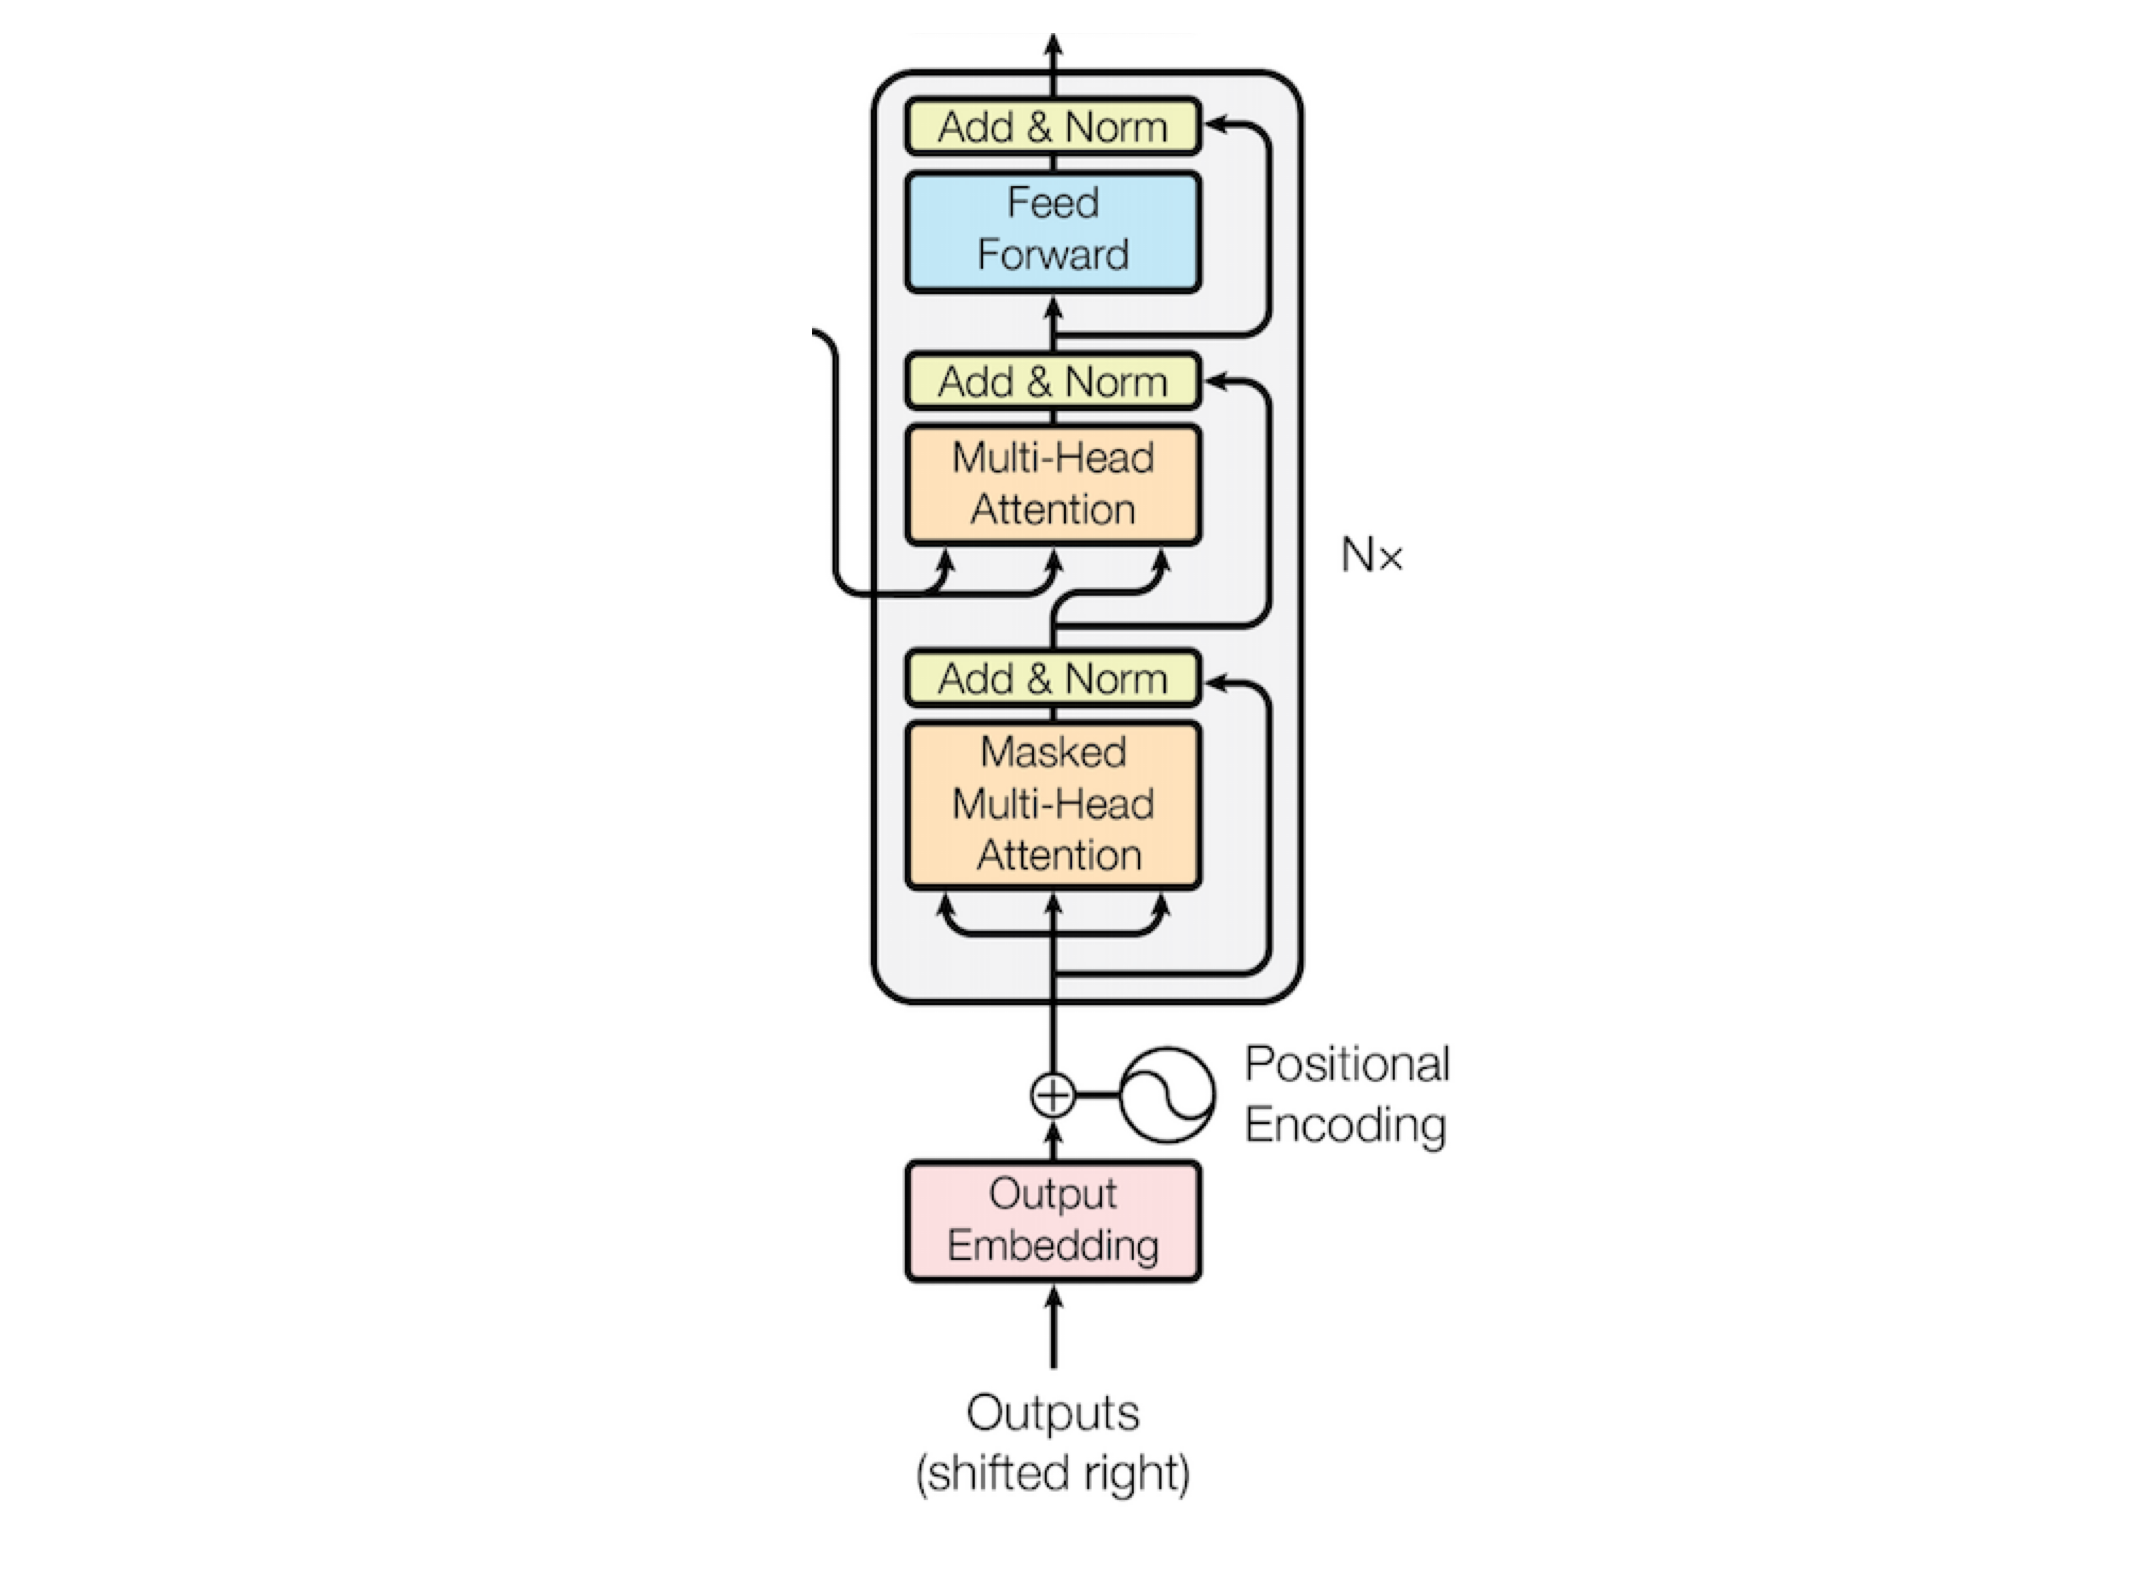 Add & Norm
Feed
Forward
Add & Norm
Multi-Head
Attention
N×
Add & Norm
Masked
Multi-Head
Attention
Positional
Encoding
Output
Embedding
Outputs
(shifted right)